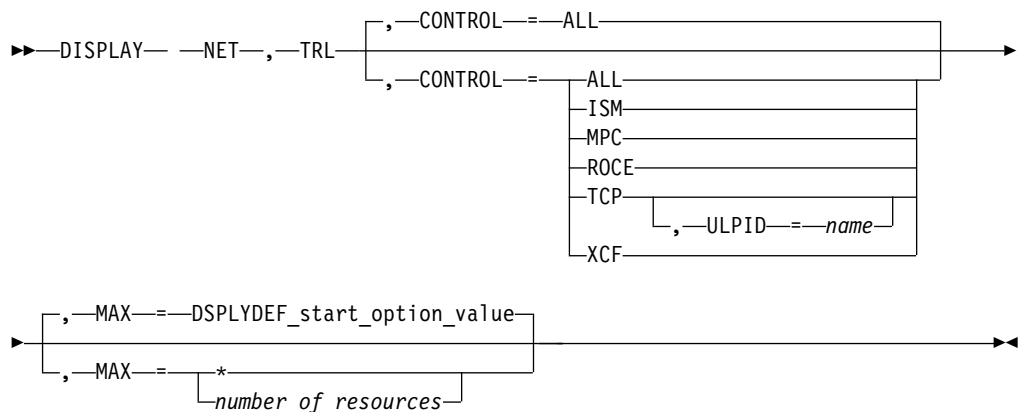 , CONTROL = ALL
DISPLAY NET , TRL
, CONTROL = ALL
ISM
MPC
ROCE
TCP
, ULPID = name
XCF
, MAX = DSPLYDEF_start_option_value
, MAX = *
number of resources